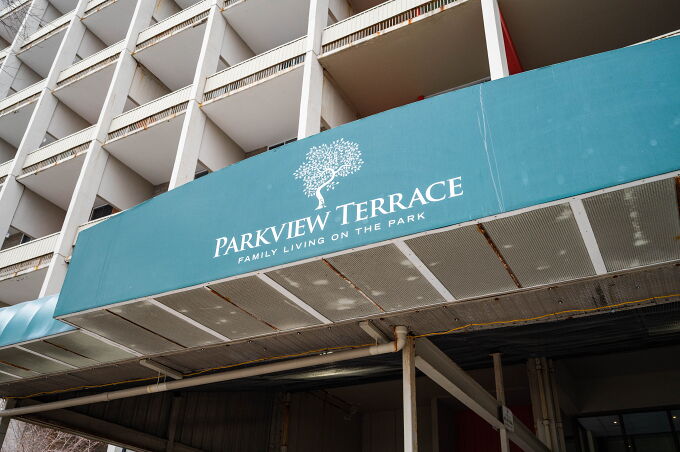 PARKVIEW TERRACE
FAMILY LIVING ON THE PARK